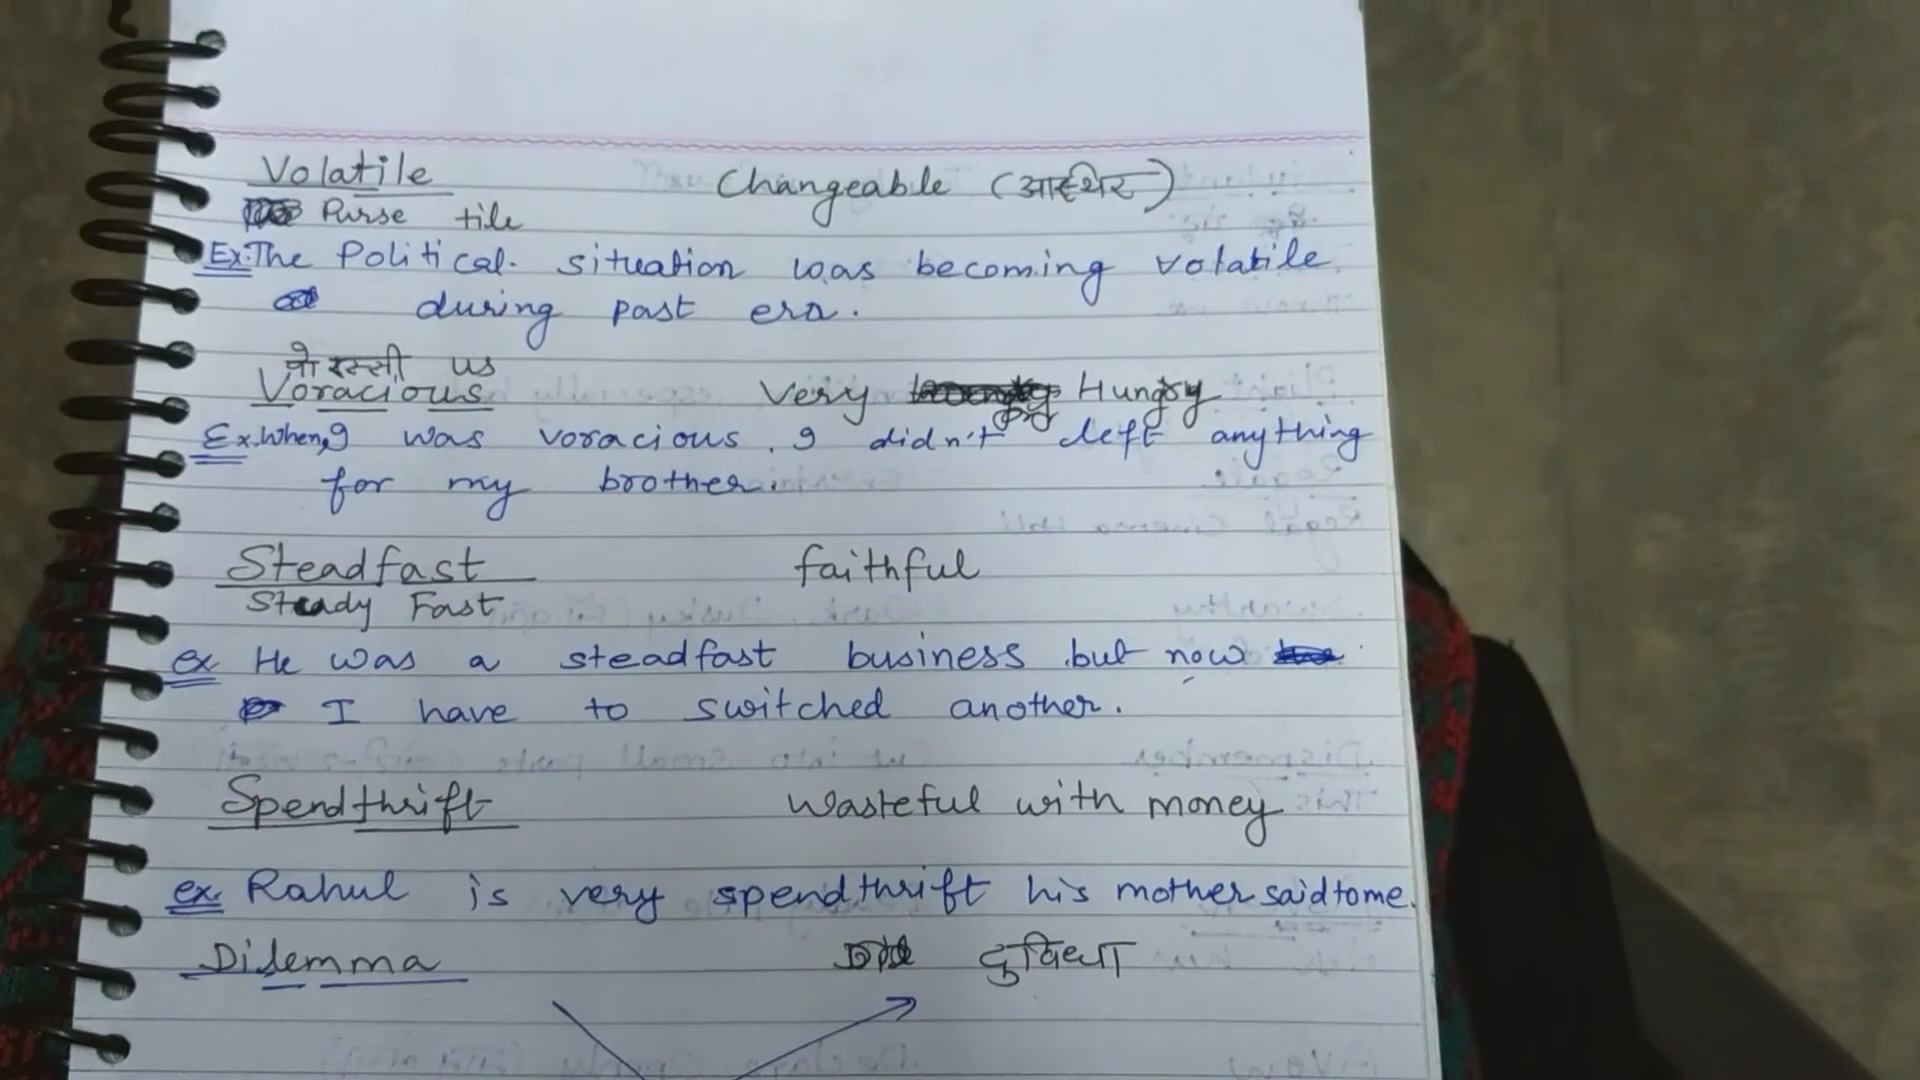 Volatile Changeable (अस्थिर)
Purse tile
Ex: The Political. situation was becoming volatile
during past era.
वो रस्सी us
Voracious Very Hungry
Ex. When, I was voracious, I didn't left anything
for my brother.
Steadfast faithful
Steady Fast
ex He was a steadfast business but now
I have to switched another.
Spendthrift Wasteful with money
ex Rahul is very spendthrift his mother said to me.
Dilemma दुविधा